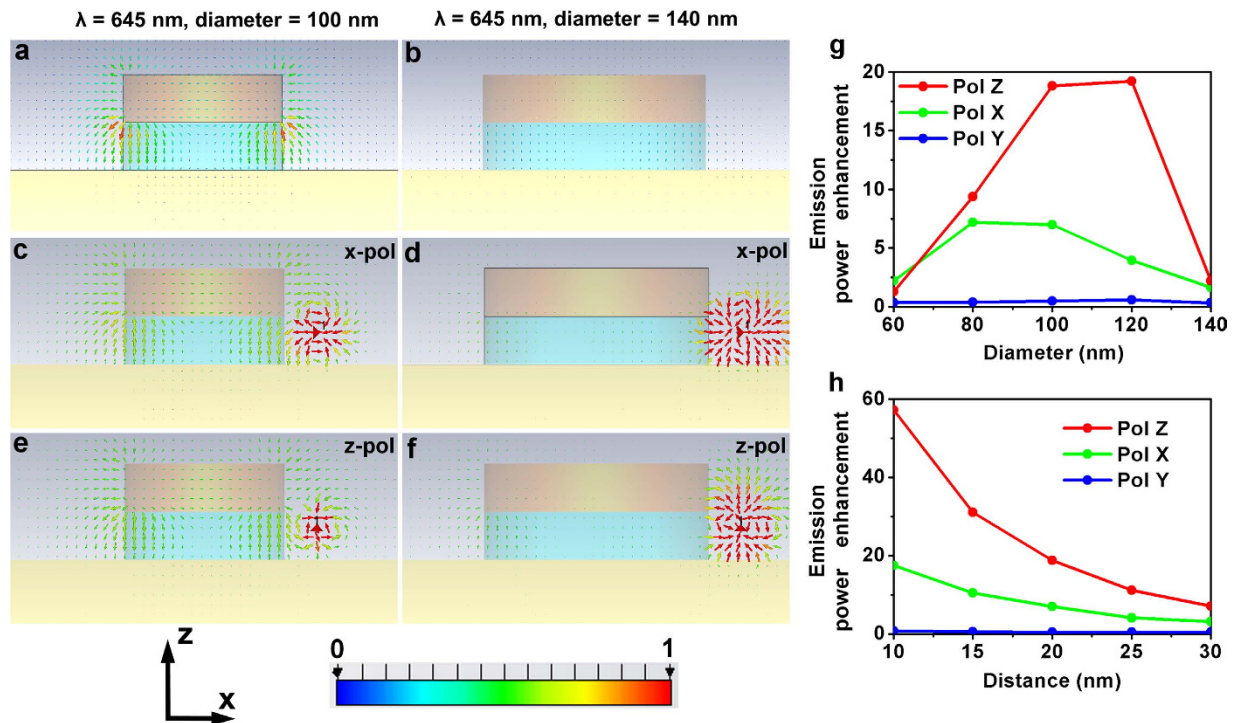 λ = 645 nm, diameter = 100 nm
λ = 645 nm, diameter = 140 nm
a
b
c
x-pol
d
x-pol
e
z-pol
f
z-pol
z
x
0
1
g
Emission
power enhancement
20
15
10
5
0
Pol Z
Pol X
Pol Y
60 80 100 120 140
Diameter (nm)
h
Emission
power enhancement
60
40
20
0
Pol Z
Pol X
Pol Y
10 15 20 25 30
Distance (nm)